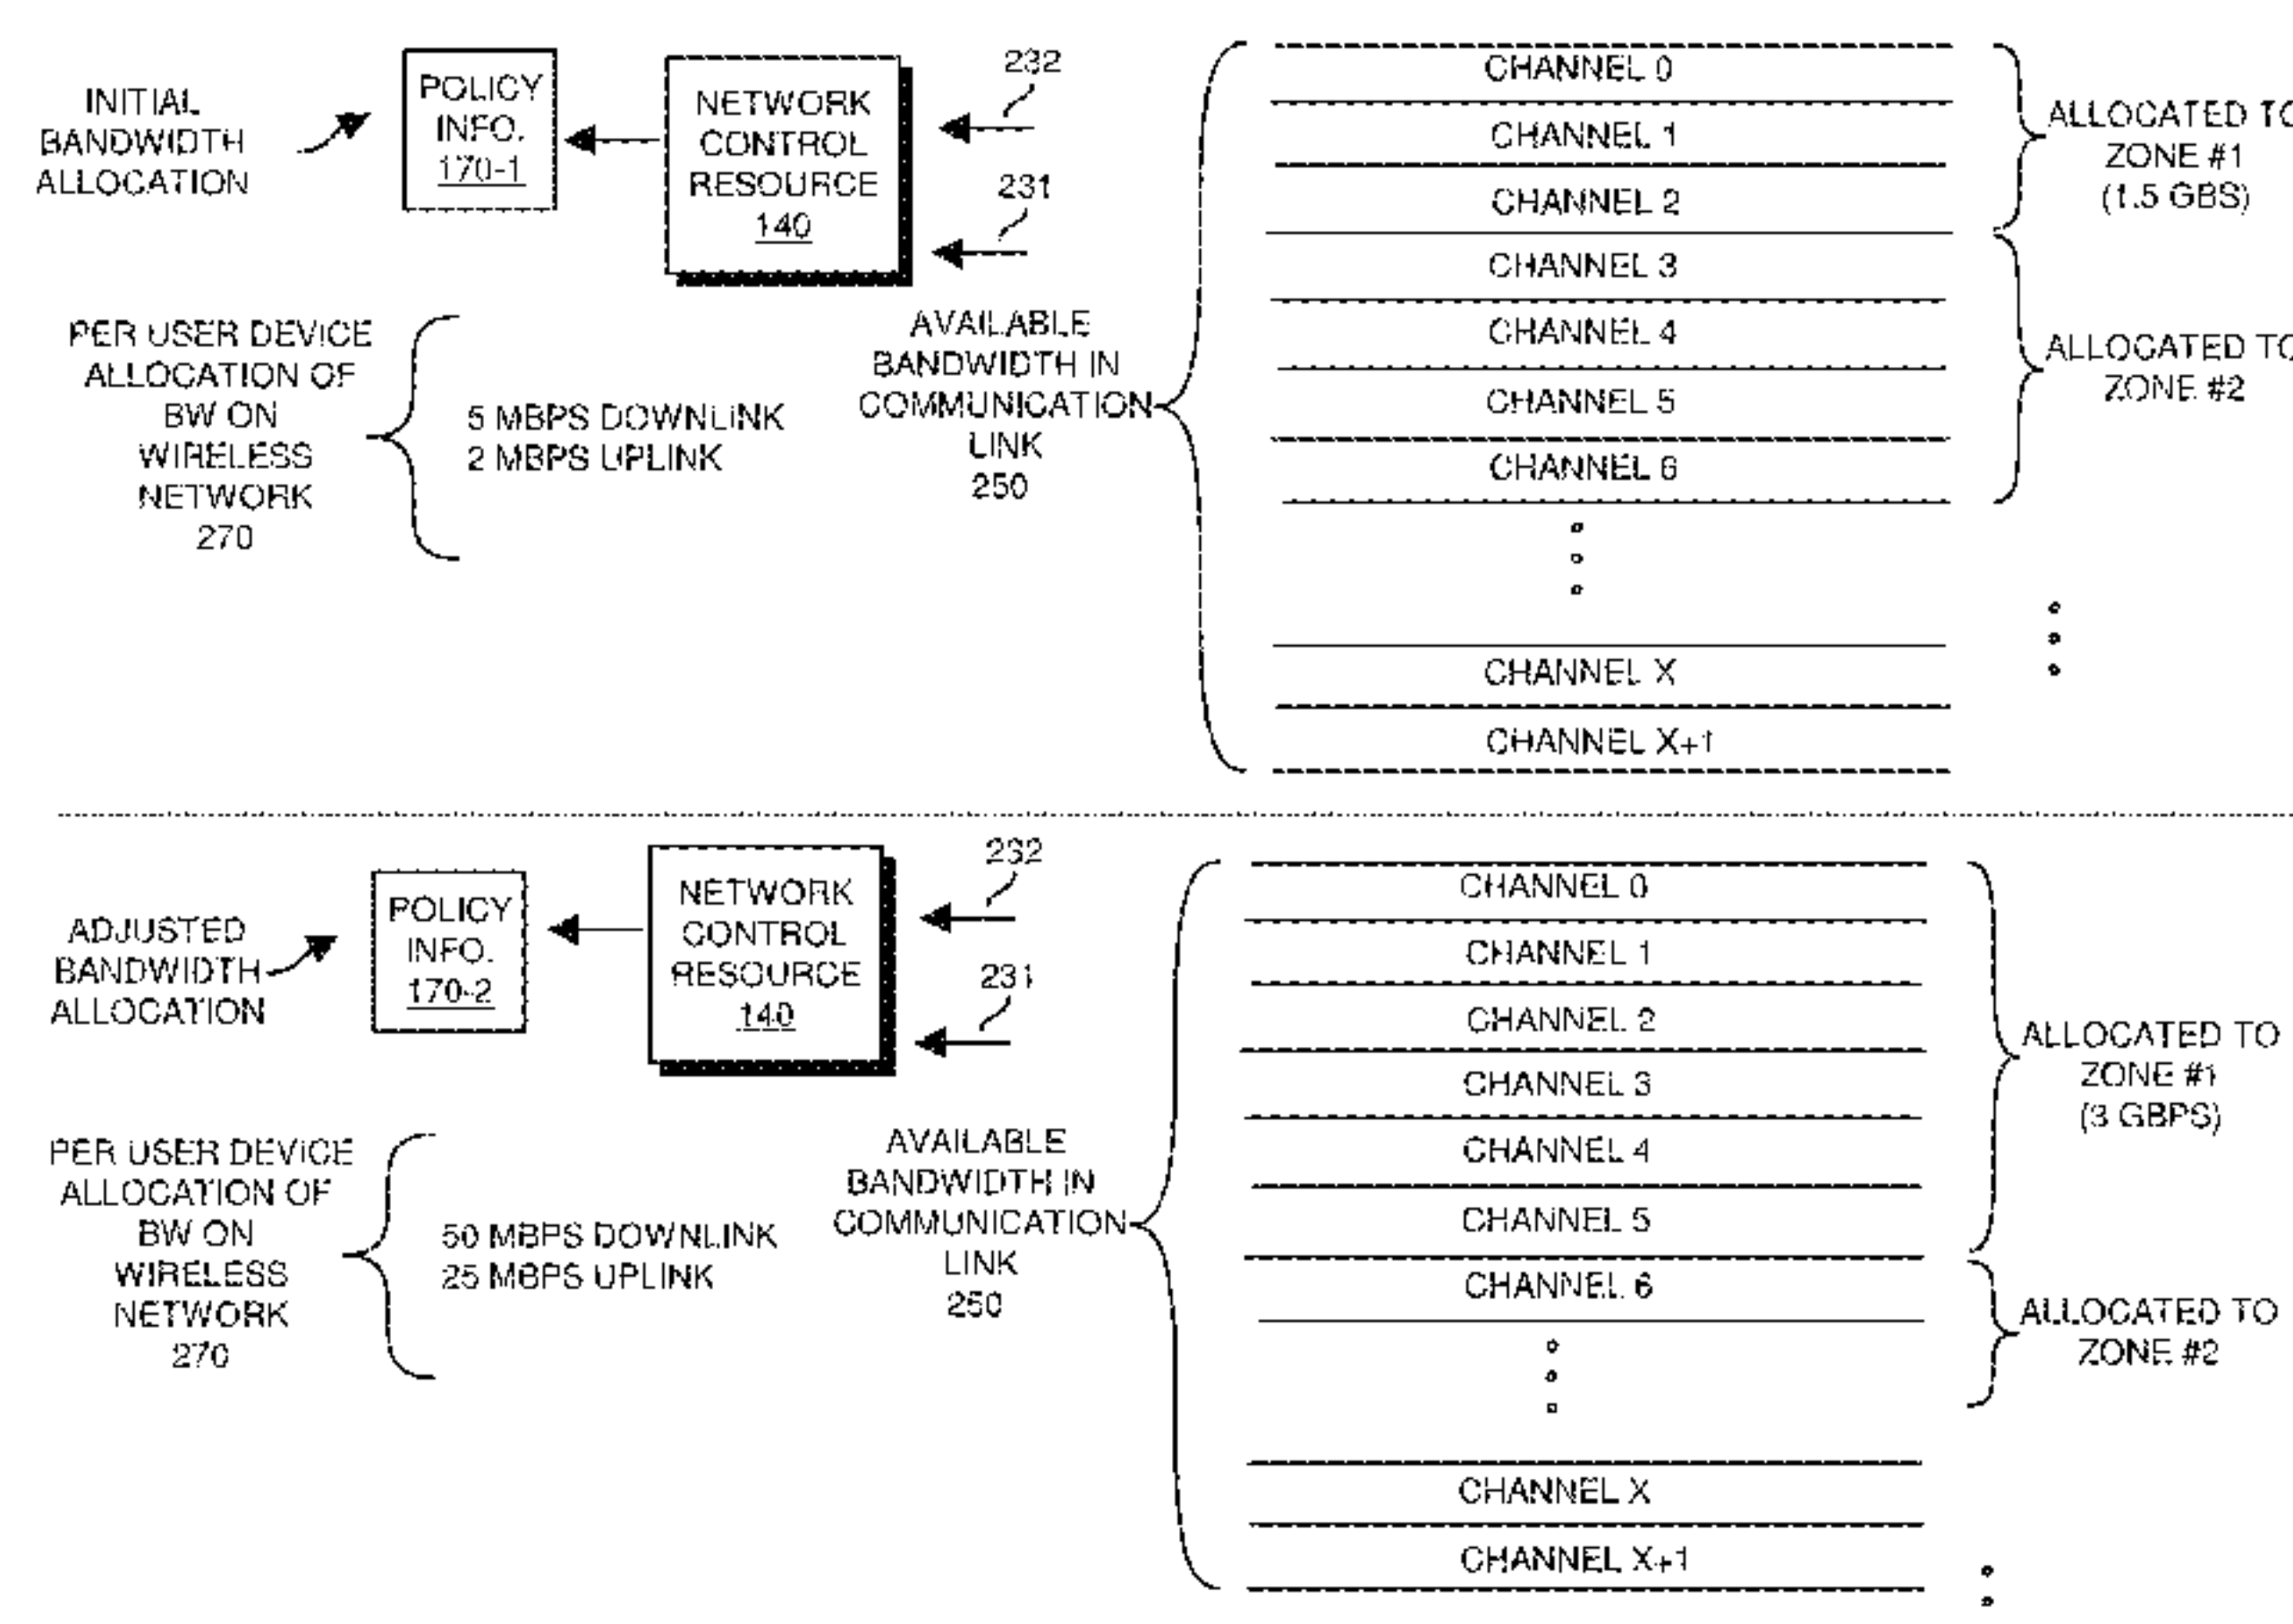 INITIAL
BANDWIDTH
ALLOCATION
POLICY
INFO.
170-1
NETWORK
CONTROL
RESOURCE
140
232
231
PER USER DEVICE
ALLOCATION OF
BW ON
WIRELESS
NETWORK
270
5 MBPS DOWNLINK
2 MBPS UPLINK
AVAILABLE
BANDWIDTH IN
COMMUNICATION
LINK
250
CHANNEL 0
CHANNEL 1
CHANNEL 2
CHANNEL 3
CHANNEL 4
CHANNEL 5
CHANNEL 6
CHANNEL X
CHANNEL X+1
ALLOCATED TO
ZONE #1
(1.5 GBS)
ALLOCATED TO
ZONE #2
ADJUSTED
BANDWIDTH
ALLOCATION
POLICY
INFO.
170-2
NETWORK
CONTROL
RESOURCE
140
232
231
PER USER DEVICE
ALLOCATION OF
BW ON
WIRELESS
NETWORK
270
50 MBPS DOWNLINK
25 MBPS UPLINK
AVAILABLE
BANDWIDTH IN
COMMUNICATION
LINK
250
CHANNEL 0
CHANNEL 1
CHANNEL 2
CHANNEL 3
CHANNEL 4
CHANNEL 5
CHANNEL 6
CHANNEL X
CHANNEL X+1
ALLOCATED TO
ZONE #1
(3 GBPS)
ALLOCATED TO
ZONE #2